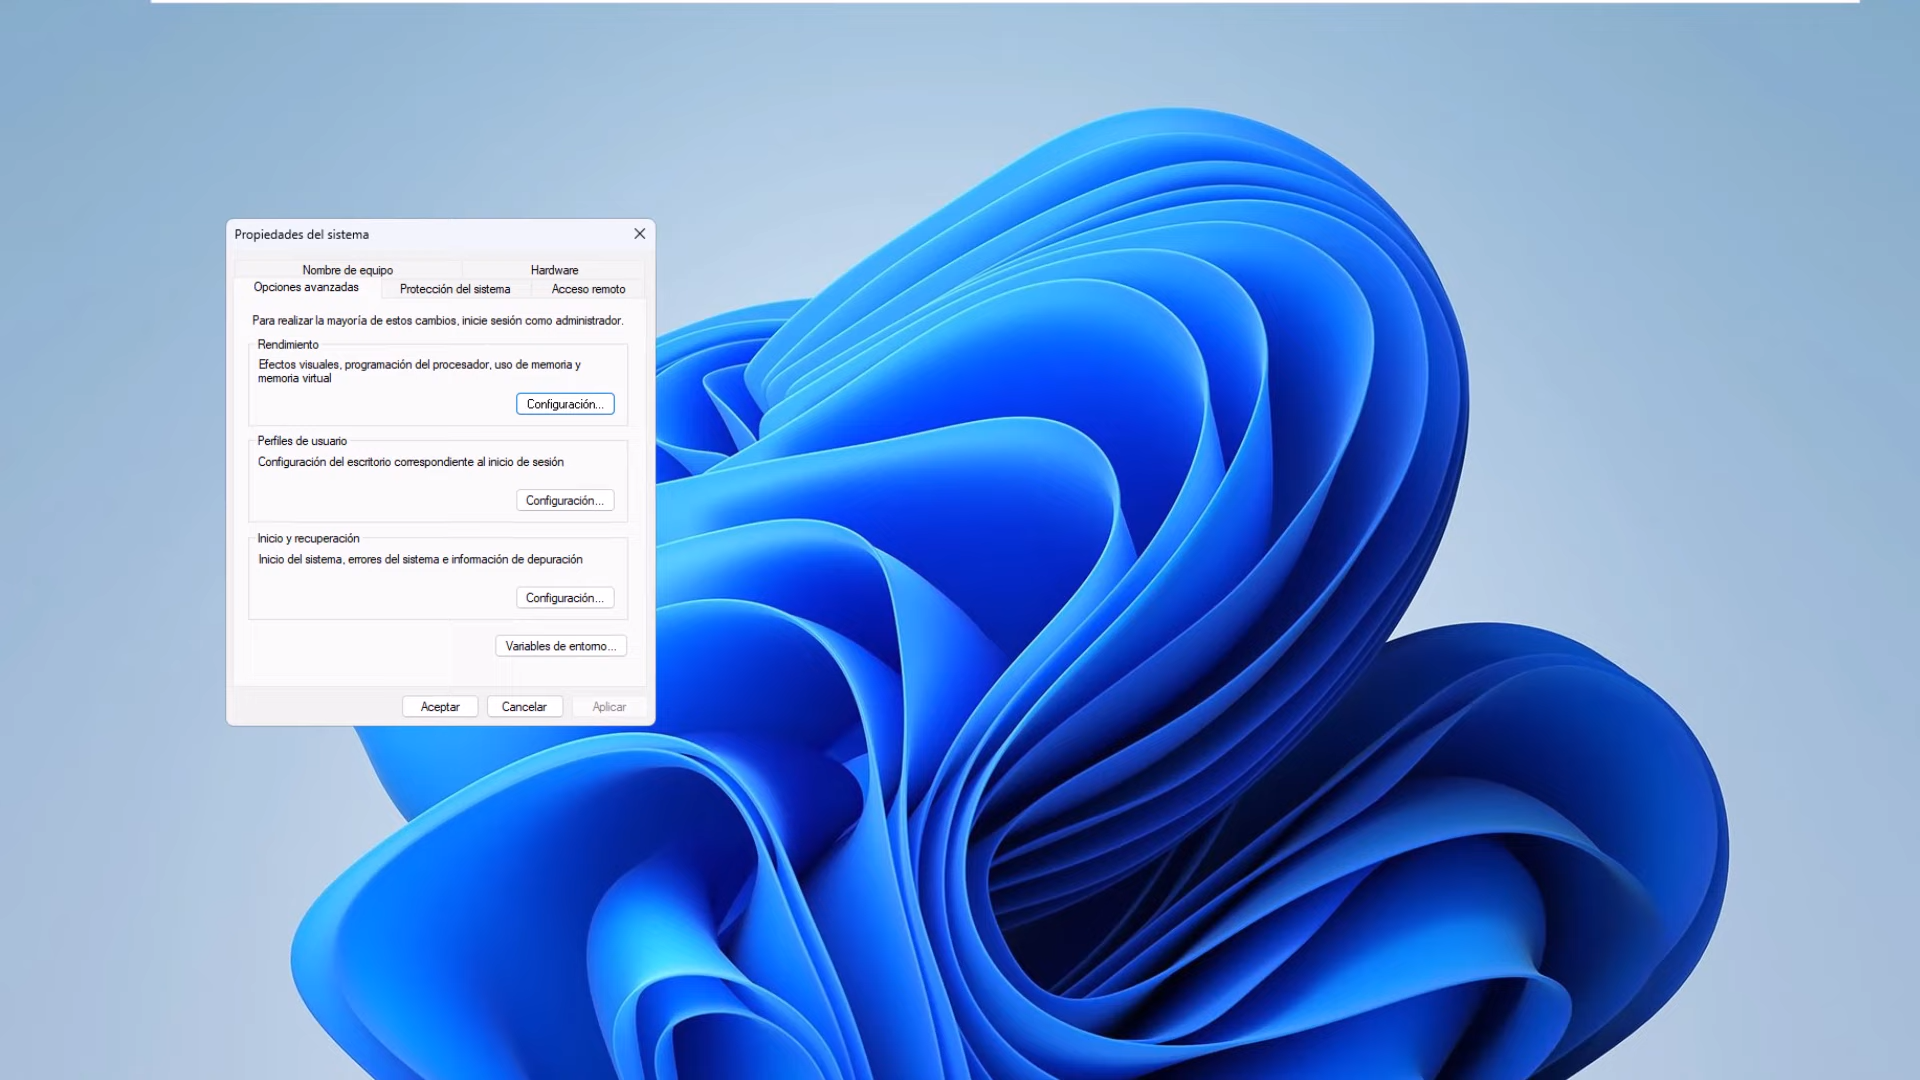 Propiedades del sistema
Nombre de equipo
Hardware
Opciones avanzadas
Protección del sistema
Acceso remoto
Para realizar la mayoría de estos cambios, inicie sesión como administrador.
Rendimiento
Efectos visuales, programación del procesador, uso de memoria y
memoria virtual
Configuración...
Perfiles de usuario
Configuración del escritorio correspondiente al inicio de sesión
Configuración...
Inicio y recuperación
Inicio del sistema, errores del sistema e información de depuración
Configuración...
Variables de entorno...
Aceptar
Cancelar
Aplicar